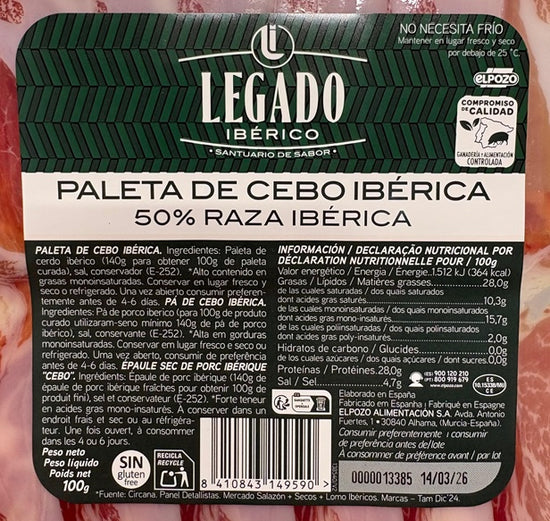 NO NECESITA FRÍO
Mantener en lugar fresco y seco
por debajo de 25 °C.
ELPOZO
COMPROMISO
DE CALIDAD
GANADERÍA Y ALIMENTACIÓN
CONTROLADA
LEGADO
IBÉRICO
• SANTUARIO DE SABOR •
PALETA DE CEBO IBÉRICA
50% RAZA IBÉRICA
PALETA DE CEBO IBÉRICA. Ingredientes: Paleta de
cerdo ibérico (140g para obtener 100g de paleta
curada), sal, conservador (E-252). *Alto contenido en
grasas monoinsaturadas. Conservar en lugar fresco y
seco o refrigerado. Una vez abierto consumir preferen-
temente antes de 4-6 días. PÁ DE CEBO IBÉRICA.
Ingredientes: Pá de porco iberico (para 100g de produto
curado utilizaram-seno mínimo 140g de pá de porco
ibérico), sal, conservante (E-252). *Alta em gorduras
monoinsaturadas. Conservar em lugar fresco e seco ou
refrigerado. Uma vez aberto, consumir de preferência
antes de 4-6 días. ÉPAULE SEC DE PORC IBÉRIQUE
"CEBO". Ingrédients: Épaule de porc ibérique (140g de
épaule de porc ibérique fraîches pour obtenir 100g de
produit fini), sel et conservateur (E-252). *Forte teneur
en acides gras mono-insaturés. A conserver dans un
endroit frais et sec ou au réfrigéra-
teur. Une fois ouvert, à consommer
dans les 4 ou 6 jours.
Peso neto
Peso líquido
Poids net
100g
SIN
gluten
free
RECICLA
RECYCLE
INFORMACIÓN / DECLARAÇÃO NUTRICIONAL POR
DÉCLARATION NUTRITIONNELLE POUR / 100g
Valor energético / Energia / Énergie..1.512 kJ (364 kcal)
Grasas / Lípidos / Matières grasses.......28,0g
de las cuales saturadas / dos quais saturados
dont acides gras saturés.......10,3g
de las cuales monoinsaturadas / dos quais monoinsaturados
dont acides gras mono-insaturés.......15,7g
de las cuales poliinsaturadas / dos quais polinsaturados
dont acides gras poly-insaturés.......2,0g
Hidratos de carbono / Glucides.......0,0g
de los cuales azúcares / dos quais açúcares / dont sucres.0,0g
Proteínas / Protéines.28,0g
Sal / Sel.......4,7g
(ES) 900 120 210
(PT) 800 919 679
www.elpozo.com
ES
10.15338/MU
C E
Elaborado en España
Fabricado em Espanha | Fabriqué en Espagne
ELPOZO ALIMENTACIÓN S.A. Avda. Antonio
Fuertes, 1 • 30840 Alhama, (Murcia-España).
Consumir preferentemente | consumir
de preferência antes de/lote
À consommer de préférence avant / par lot
0000013385 14/03/26
8 410843 149590 >
*Fuente: Circana. Panel Detallistas. Mercado Salazón + Secos + Lomo Ibéricos. Marcas - Tam Dic'24.